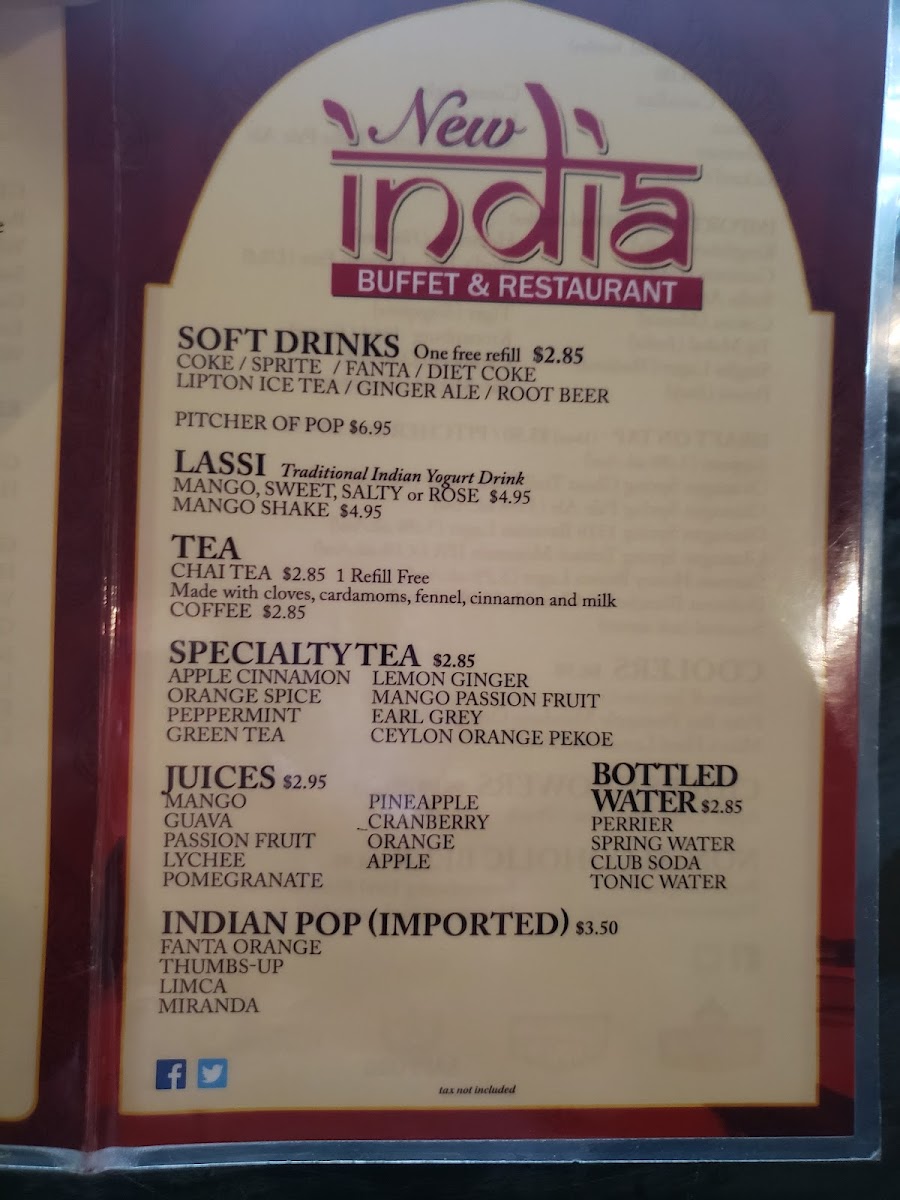 New
india
BUFFET & RESTAURANT
SOFT DRINKS One free refill $2.85
COKE / SPRITE / FANTA / DIET COKE
LIPTON ICE TEA / GINGER ALE / ROOT BEER
PITCHER OF POP $6.95
LASSI Traditional Indian Yogurt Drink
MANGO, SWEET, SALTY or ROSE $4.95
MANGO SHAKE $4.95
TEA
CHAI TEA $2.85 1 Refill Free
Made with cloves, cardamoms, fennel, cinnamon and milk
COFFEE $2.85
SPECIALTY TEA $2.85
APPLE CINNAMON LEMON GINGER
ORANGE SPICE MANGO PASSION FRUIT
PEPPERMINT EARL GREY
GREEN TEA CEYLON ORANGE PEKOE
JUICES $2.95
MANGO PINEAPPLE
GUAVA CRANBERRY
PASSION FRUIT ORANGE
LYCHEE APPLE
POMEGRANATE
BOTTLED
WATER $2.85
PERRIER
SPRING WATER
CLUB SODA
TONIC WATER
INDIAN POP (IMPORTED) $3.50
FANTA ORANGE
THUMBS-UP
LIMCA
MIRANDA
tax not included